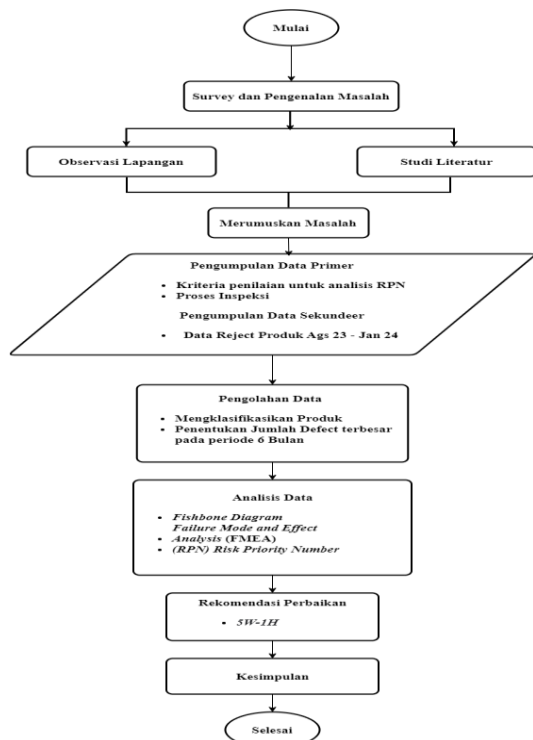 Mulai
Survey dan Pengenalan Masalah
Observasi Lapangan
Studi Literatur
Merumuskan Masalah
Pengumpulan Data Primer
• Kriteria penilaian untuk analisis RPN
• Proses Inspeksi
Pengumpulan Data Sekundeer
• Data Reject Produk Ags 23 - Jan 24
Pengolahan Data
• Mengklasifikasikan Produk
• Penentukan Jumlah Defect terbesar
pada periode 6 Bulan
Analisis Data
• Fishbone Diagram
Failure Mode and Effect
• Analysis (FMEA)
• (RPN) Risk Priority Number
Rekomendasi Perbaikan
• 5W-1H
Kesimpulan
Selesai